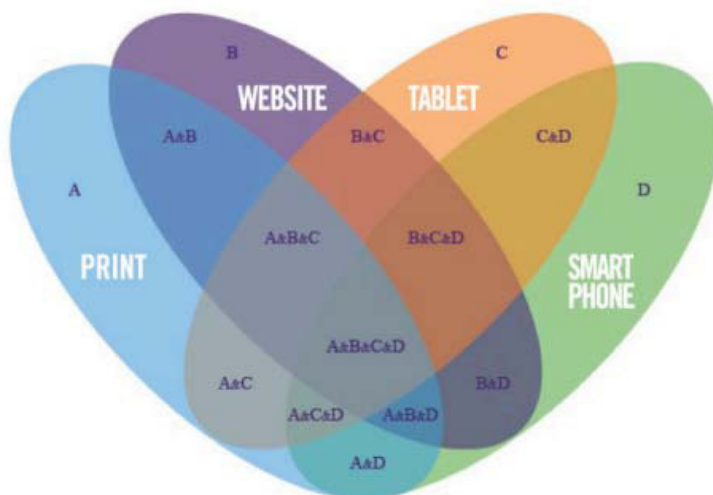 B
C
WEBSITE
TABLET
A&B
B&C
C&D
A
D
A&B&C
B&C&D
PRINT
SMART
PHONE
A&B&C&D
A&C
B&D
A&C&D
A&B&D
A&D